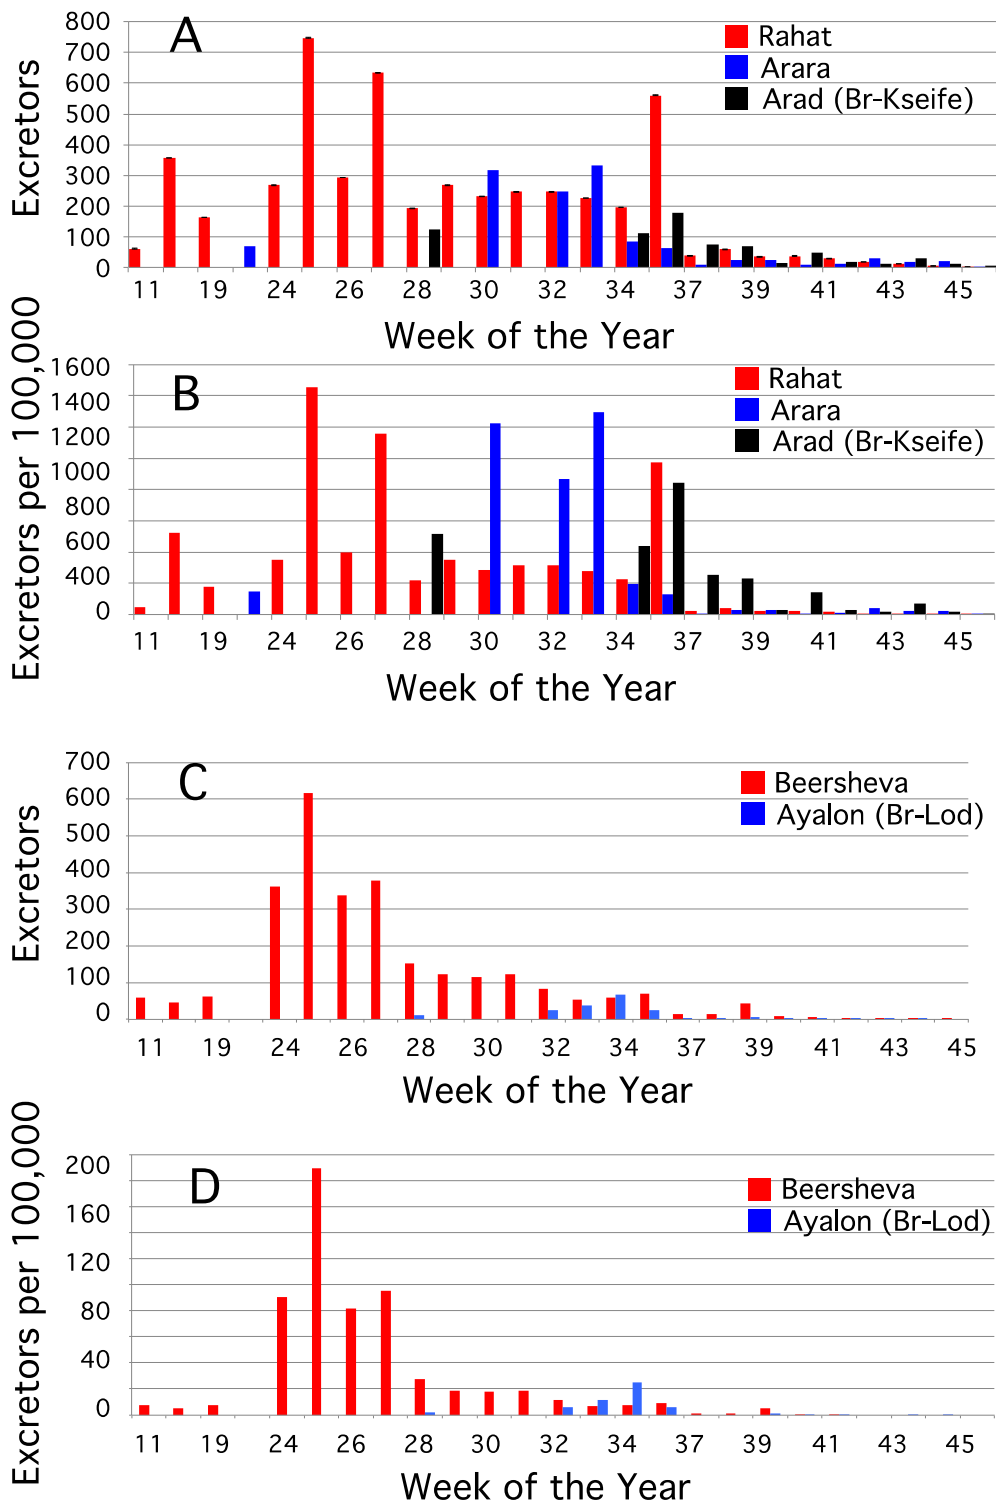 A
800
700
600
500
400
300
200
100
0
Excretors
Rahat
Arara
Arad (Br-Kseife)
11 19 24 26 28 30 32 34 37 39 41 43 45
Week of the Year
B
1600
1400
1200
1000
800
600
400
200
0
Excretors per 100,000
Rahat
Arara
Arad (Br-Kseife)
11 19 24 26 28 30 32 34 37 39 41 43 45
Week of the Year
C
700
600
500
400
300
200
100
0
Excretors
Beersheva
Ayalon (Br-Lod)
11 19 24 26 28 30 32 34 37 39 41 43 45
Week of the Year
D
200
160
120
80
40
0
Excretors per 100,000
Beersheva
Ayalon (Br-Lod)
11 19 24 26 28 30 32 34 37 39 41 43 45
Week of the Year